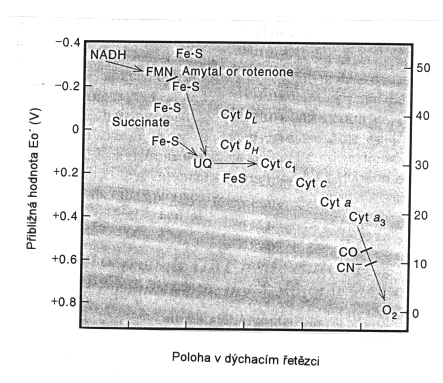 Přibližná hodnota Eo´ (V)
−0.4
−0.2
0
+0.2
+0.4
+0.6
+0.8
NADH
Fe·S
FMN
Amytal or rotenone
Fe-S
Fe-S
Succinate
Cyt bL
Fe-S
Cyt bH
UQ
Cyt c1
FeS
Cyt c
Cyt a
Cyt a3
CO
CN−
O2
50
40
30
20
10
0
Poloha v dýchacím řetězci